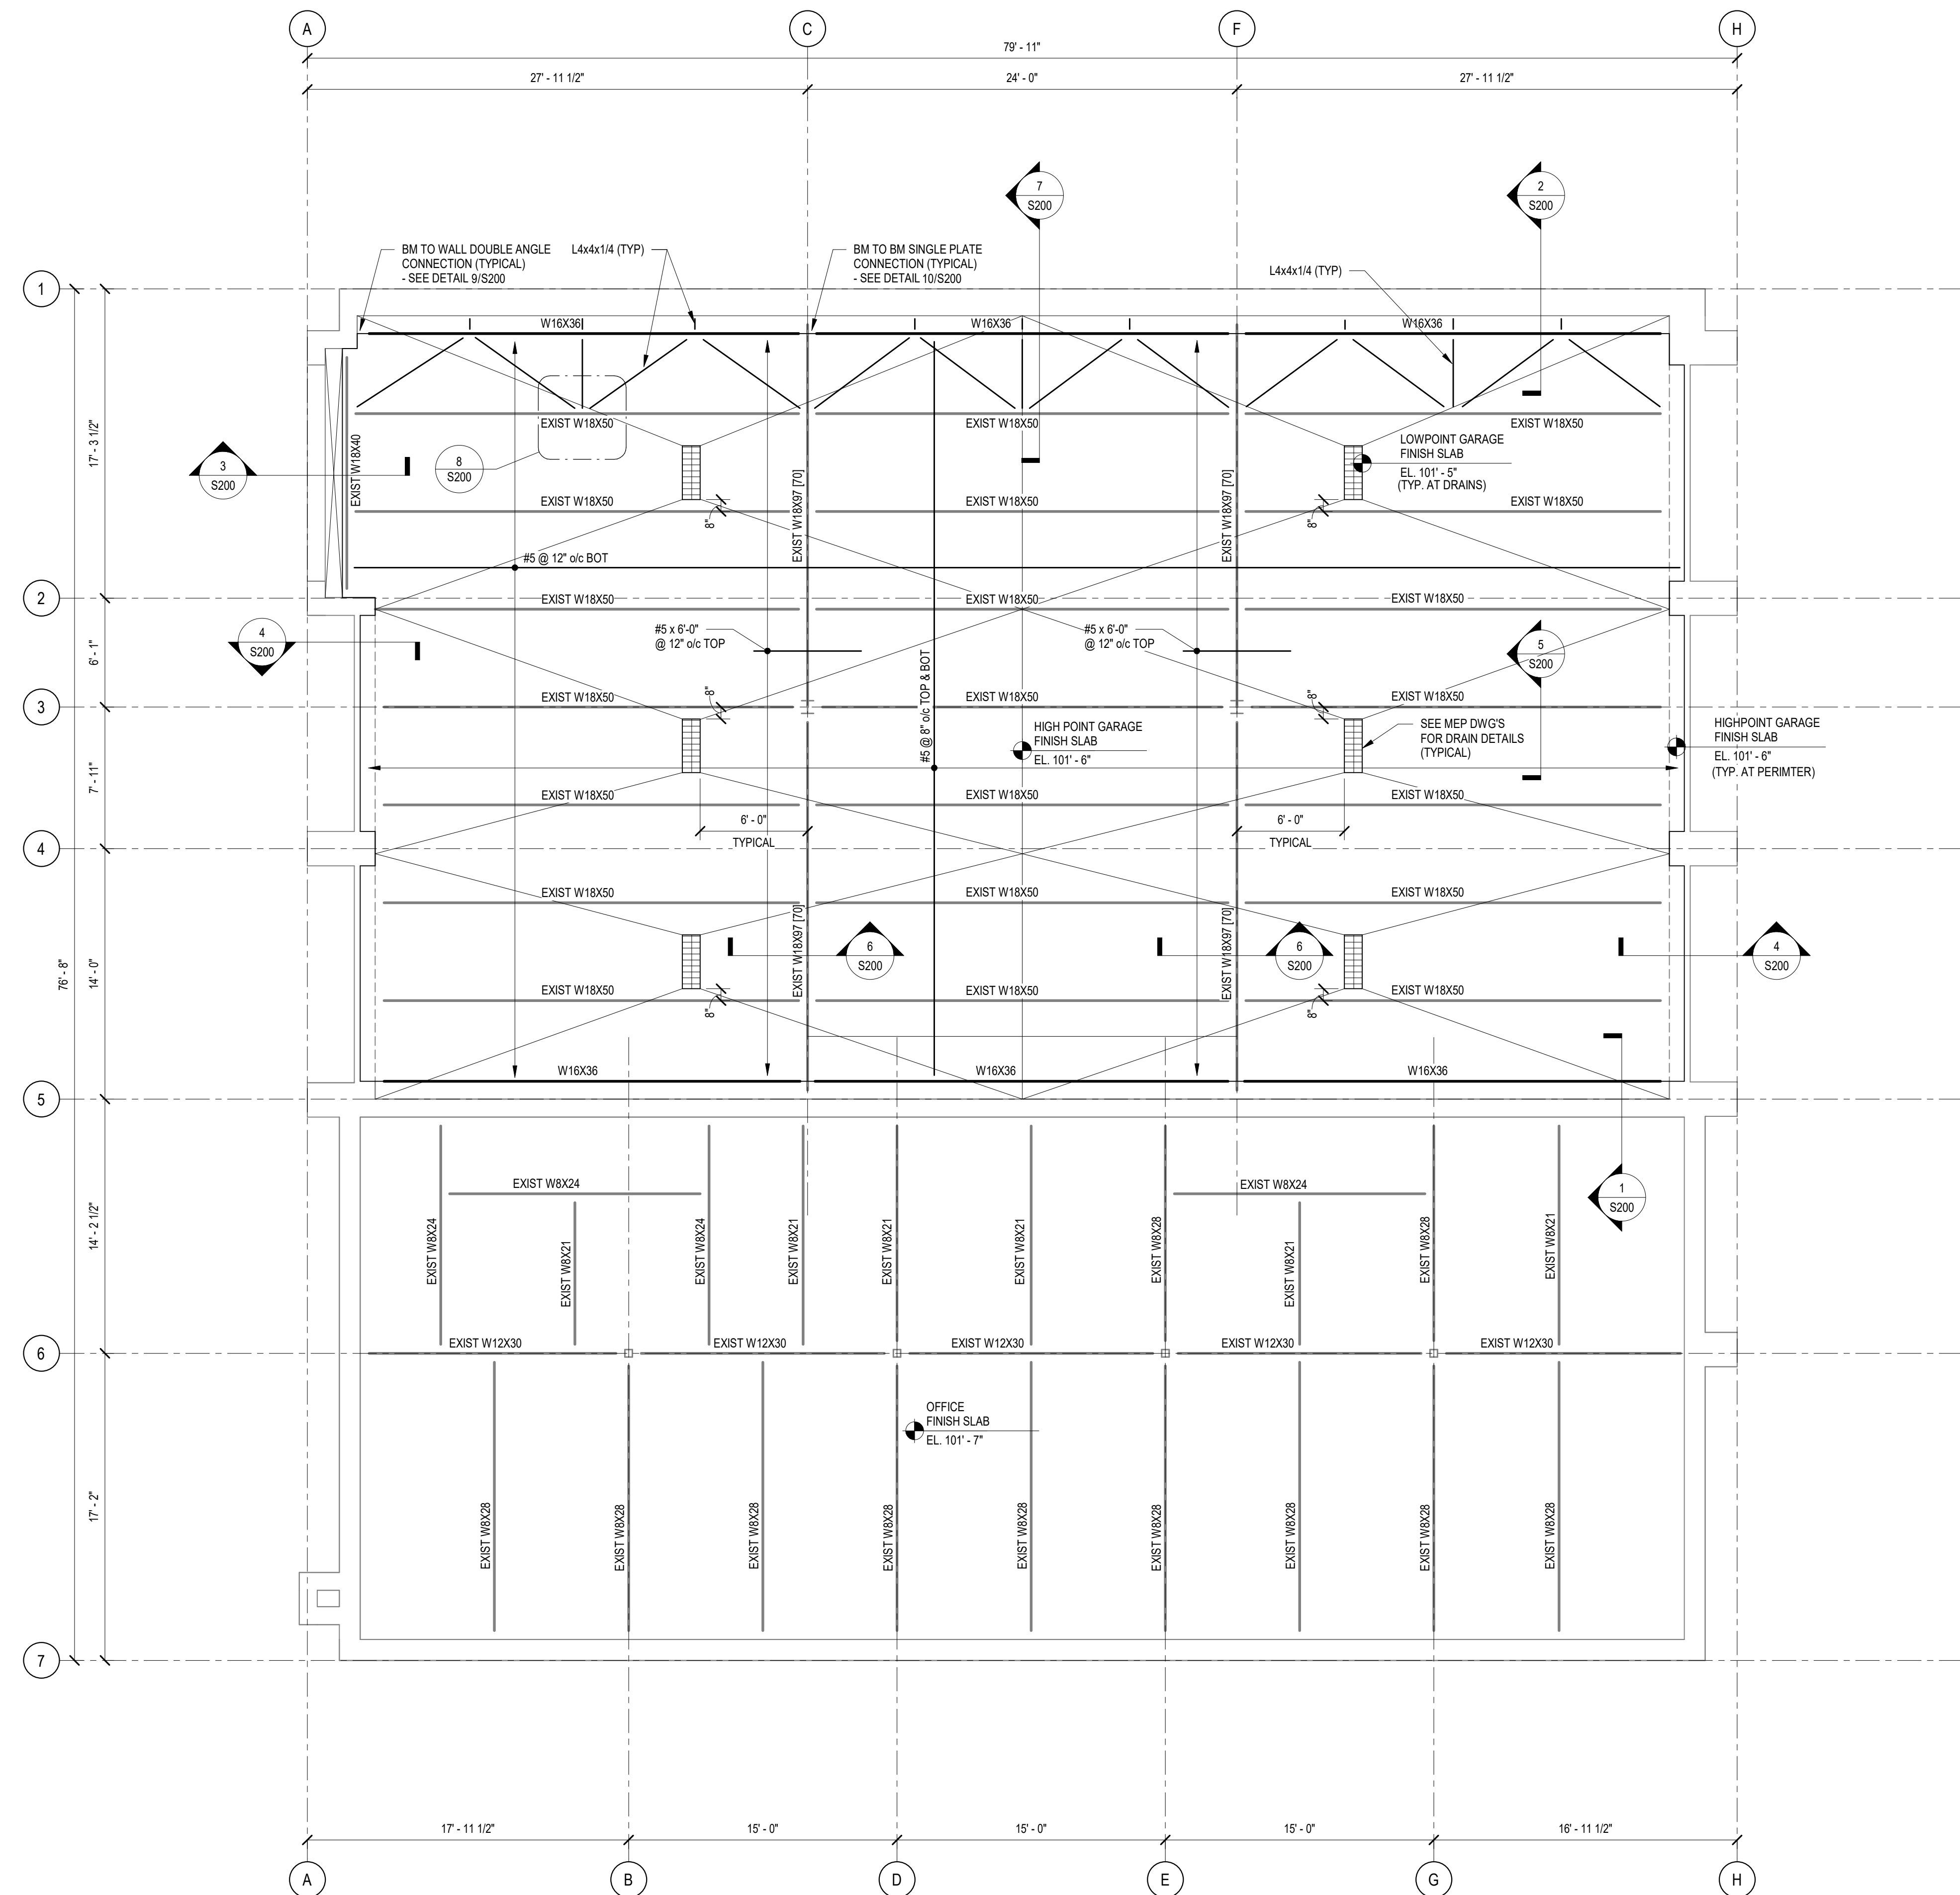 A
C
F
H
79' - 11"
27' - 11 1/2"
24' - 0"
27' - 11 1/2"
7
S200
2
S200
BM TO WALL DOUBLE ANGLE
CONNECTION (TYPICAL)
- SEE DETAIL 9/S200
L4x4x1/4 (TYP)
BM TO BM SINGLE PLATE
CONNECTION (TYPICAL)
- SEE DETAIL 10/S200
L4x4x1/4 (TYP)
1
W16X36
W16X36
W16X36
17' - 3 1/2"
EXIST W18X50
EXIST W18X50
EXIST W18X50
EXIST W18X40
3
S200
8
S200
LOWPOINT GARAGE
FINISH SLAB
EL. 101' - 5"
(TYP. AT DRAINS)
EXIST W18X50
EXIST W18X50
EXIST W18X50
EXIST W18X97 [70]
EXIST W18X97 [70]
8"
8"
#5 @ 12" o/c BOT
2
EXIST W18X50
EXIST W18X50
EXIST W18X50
4
S200
6' - 1"
#5 x 6'-0"
@ 12" o/c TOP
#5 x 6'-0"
@ 12" o/c TOP
5
S200
#5 @ 8" o/c TOP & BOT
8"
8"
3
EXIST W18X50
EXIST W18X50
EXIST W18X50
HIGH POINT GARAGE
FINISH SLAB
EL. 101' - 6"
SEE MEP DWG'S
FOR DRAIN DETAILS
(TYPICAL)
HIGHPOINT GARAGE
FINISH SLAB
EL. 101' - 6"
(TYP. AT PERIMTER)
7' - 11"
EXIST W18X50
EXIST W18X50
EXIST W18X50
6' - 0"
TYPICAL
6' - 0"
TYPICAL
4
EXIST W18X50
EXIST W18X50
EXIST W18X50
76' - 8"
14' - 0"
EXIST W18X97 [70]
EXIST W18X97 [70]
6
S200
6
S200
4
S200
EXIST W18X50
EXIST W18X50
EXIST W18X50
8"
8"
W16X36
W16X36
W16X36
5
14' - 2 1/2"
EXIST W8X24
EXIST W8X24
1
S200
EXIST W8X24
EXIST W8X21
EXIST W8X24
EXIST W8X21
EXIST W8X21
EXIST W8X21
EXIST W8X28
EXIST W8X21
EXIST W8X28
EXIST W8X21
6
EXIST W12X30
EXIST W12X30
EXIST W12X30
EXIST W12X30
EXIST W12X30
OFFICE
FINISH SLAB
EL. 101' - 7"
17' - 2"
EXIST W8X28
EXIST W8X28
EXIST W8X28
EXIST W8X28
EXIST W8X28
EXIST W8X28
EXIST W8X28
EXIST W8X28
EXIST W8X28
7
17' - 11 1/2"
15' - 0"
15' - 0"
15' - 0"
16' - 11 1/2"
A
B
D
E
G
H